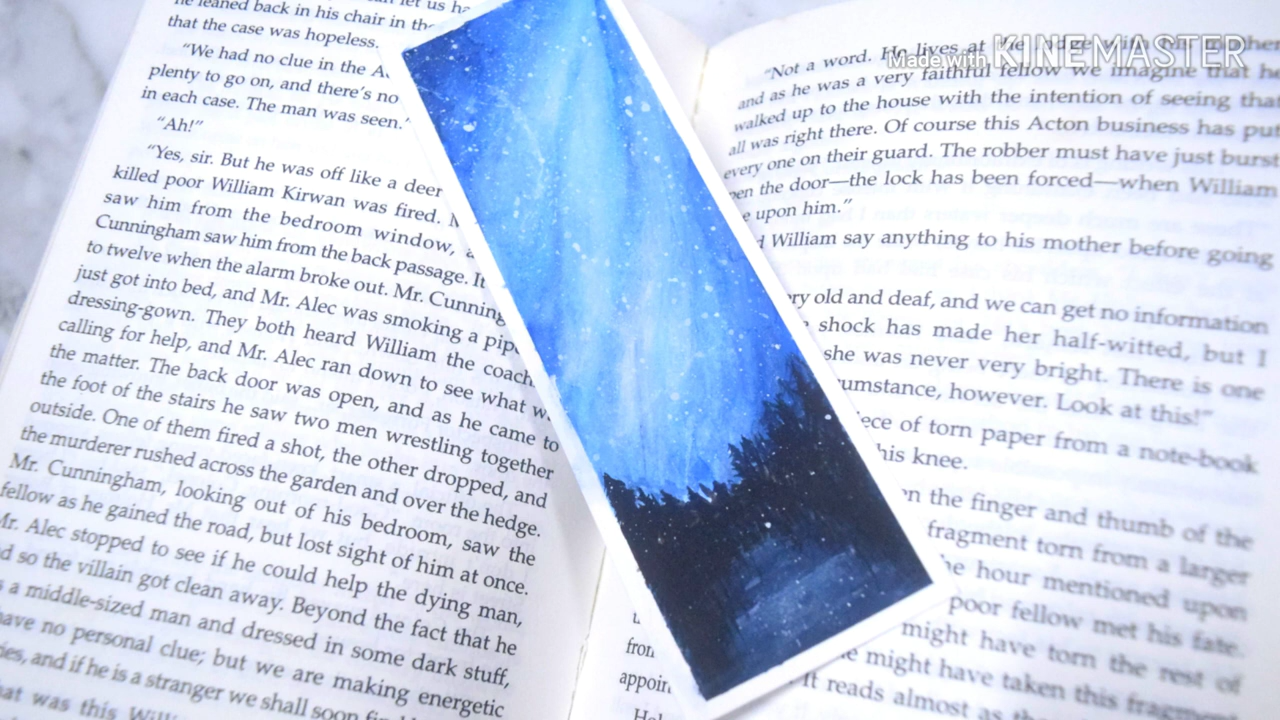 he leaned back in his chair in the
that the case was hopeless.
"We had no clue in the
plenty to go on, and there's no
in each case. The man was seen."
"Ah!"
"Yes, sir. But he was off like a deer
killed poor William Kirwan was fired.
saw him from the bedroom window,
Cunningham saw him from the back passage. It
to twelve when the alarm broke out. Mr. Cunning
just got into bed, and Mr. Alec was smoking a pipe
dressing-gown. They both heard William the coach
calling for help, and Mr. Alec ran down to see what
the matter. The back door was open, and as he came to
the foot of the stairs he saw two men wrestling together
outside. One of them fired a shot, the other dropped, and
the murderer rushed across the garden and over the hedge.
Mr. Cunningham, looking out of his bedroom, saw the
fellow as he gained the road, but lost sight of him at once.
Mr. Alec stopped to see if he could help the dying man,
so the villain got clean away. Beyond the fact that he
a middle-sized man and dressed in some dark stuff,
have no personal clue; but we are making energetic
and if he is a stranger we shall soon
was this
Made with KINEMASTER
"Not a word. He lives at
and as he was a very faithful fellow we imagine that he
walked up to the house with the intention of seeing that
all was right there. Of course this Acton business has put
every one on their guard. The robber must have just burst
the door—the lock has been forced—when William
upon him."
William say anything to his mother before going
old and deaf, and we can get no information
shock has made her half-witted, but I
she was never very bright. There is one
however. Look at this!"
of torn paper from a note-book
his knee.
the finger and thumb of the
fragment torn from a larger
hour mentioned upon
poor fellow met his fate.
might have torn the rest of
might have taken this fragment
It reads almost as
from
appoin